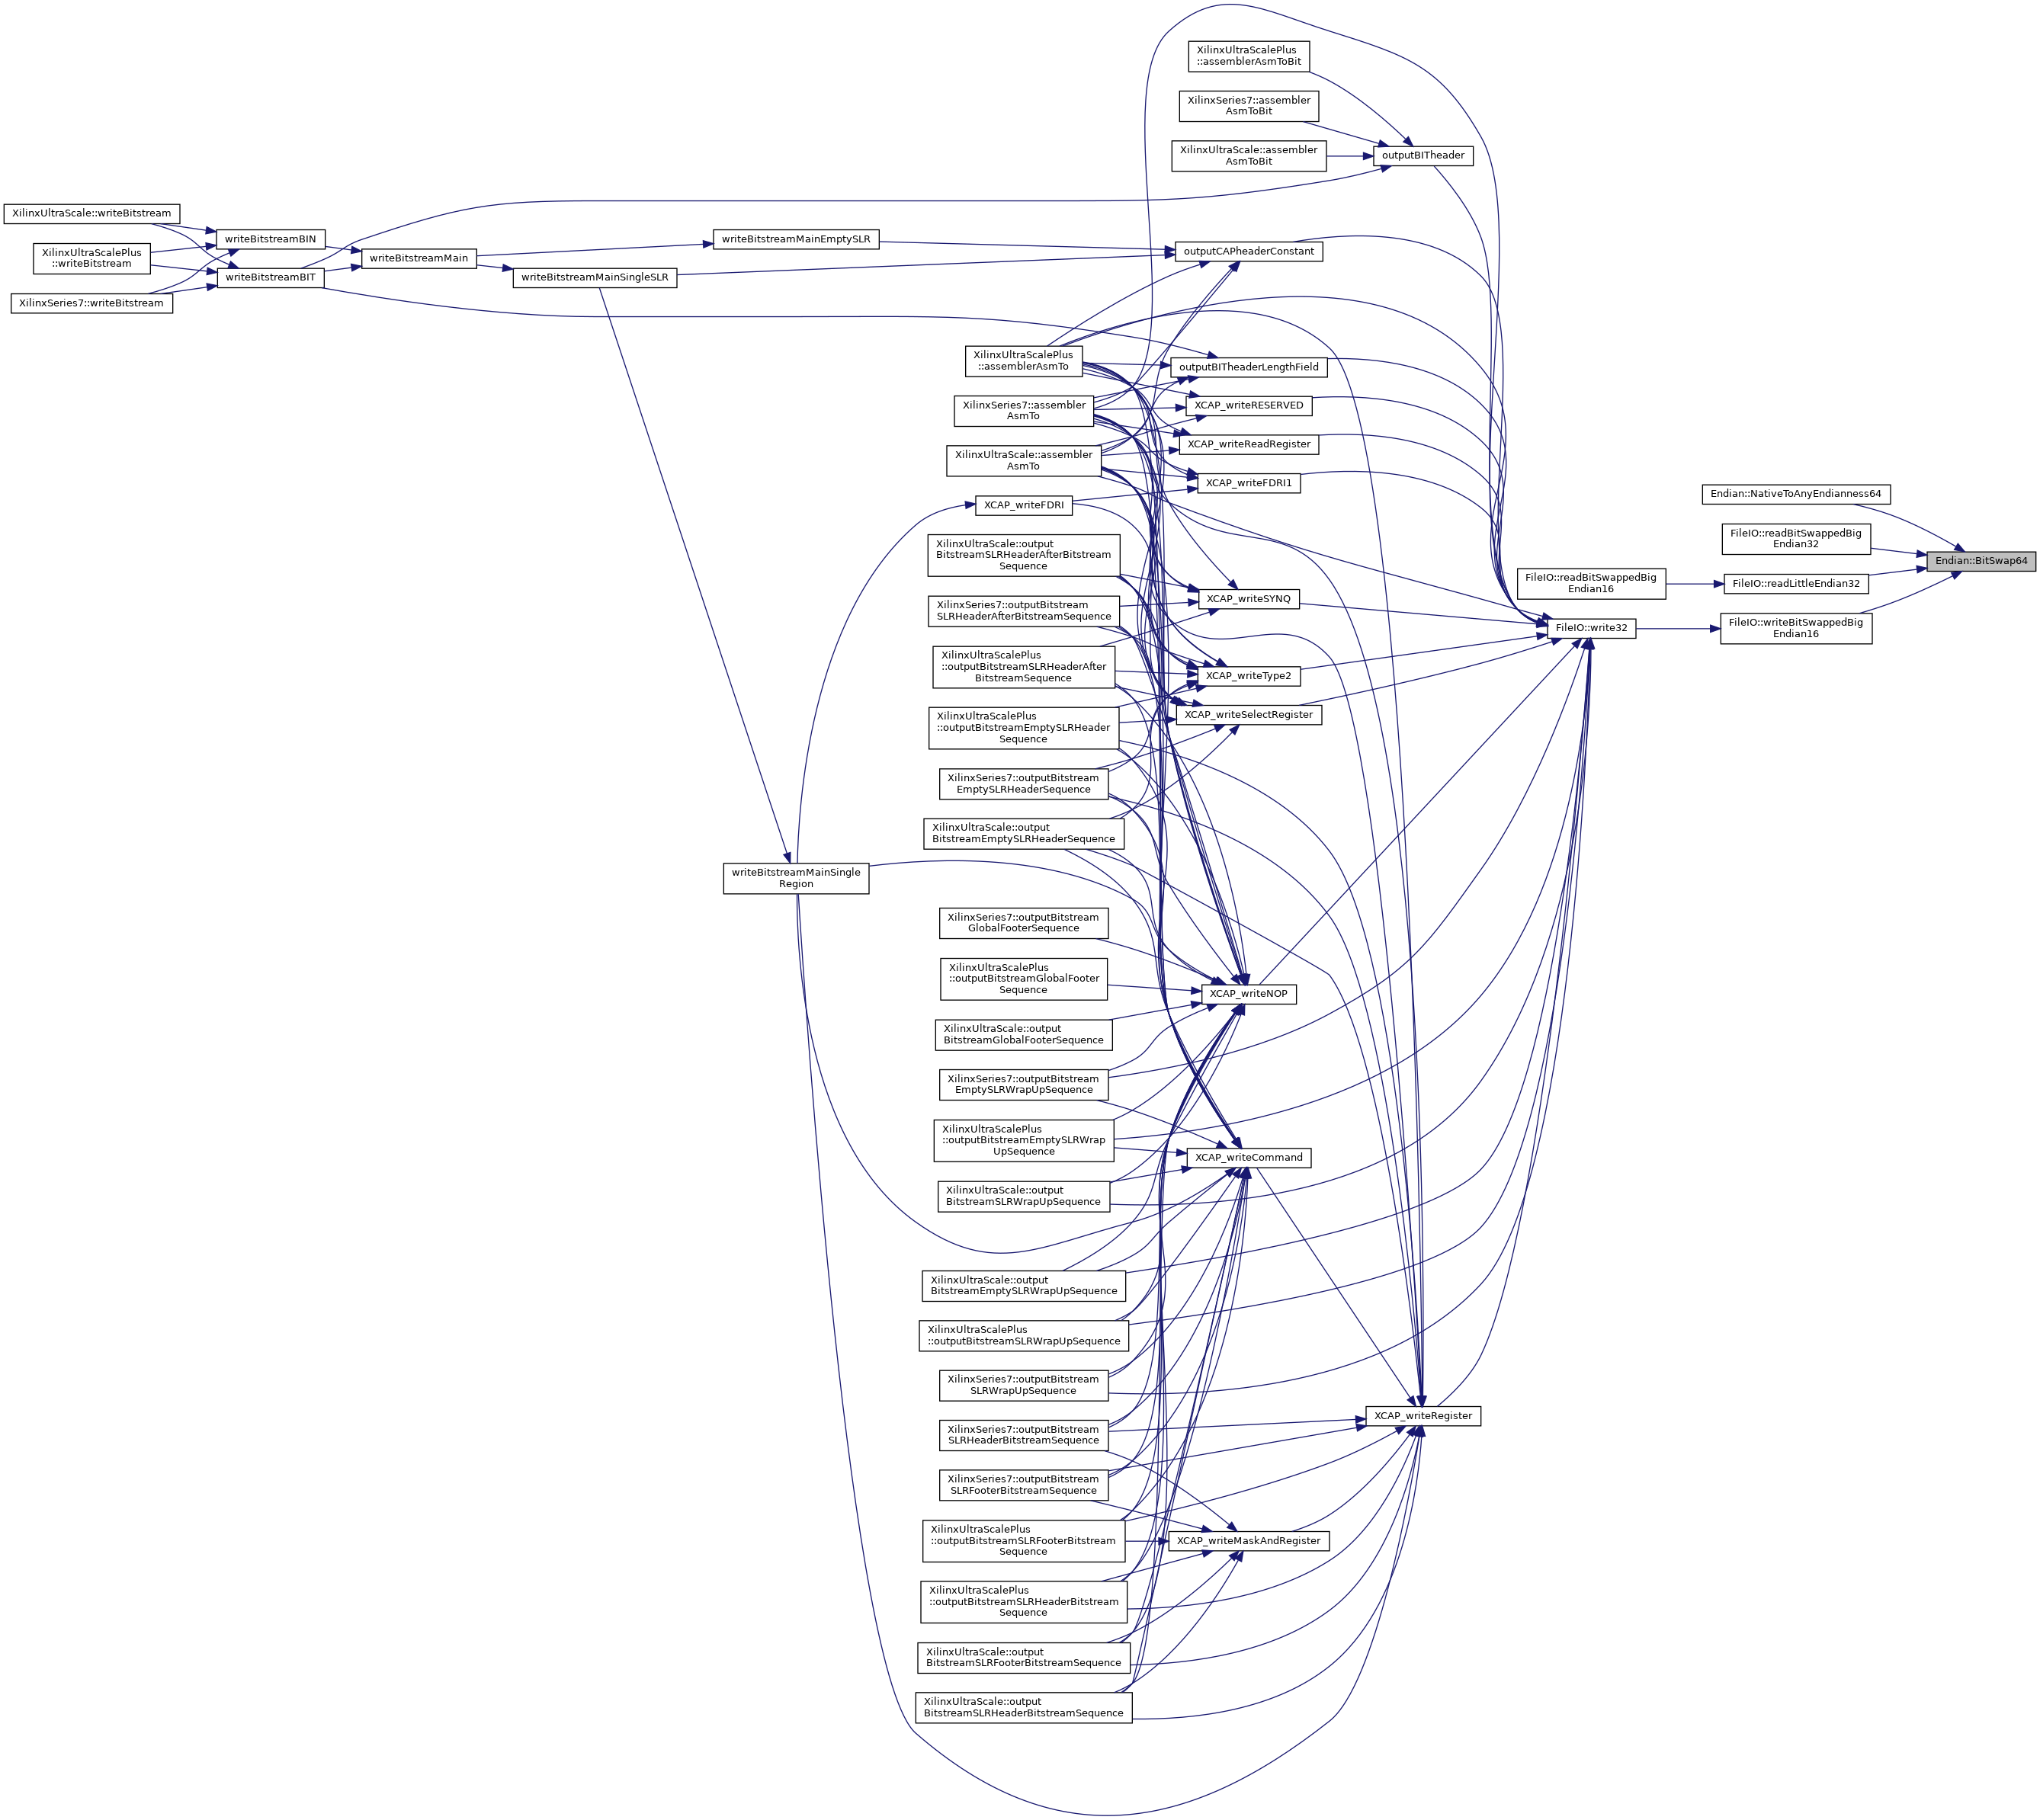 XilinxUltraScale::writeBitstream
XilinxUltraScalePlus
::writeBitstream
XilinxSeries7::writeBitstream
writeBitstreamBIN
writeBitstreamBIT
writeBitstreamMain
writeBitstreamMainEmptySLR
writeBitstreamMainSingleSLR
writeBitstreamMainSingle
Region
XilinxUltraScalePlus
::assemblerAsmTo
XilinxSeries7::assembler
AsmTo
XilinxUltraScale::assembler
AsmTo
XCAP_writeFDRI
XilinxUltraScale::output
BitstreamSLRHeaderAfterBitstream
Sequence
XilinxSeries7::outputBitstream
SLRHeaderAfterBitstreamSequence
XilinxUltraScalePlus
::outputBitstreamSLRHeaderAfter
BitstreamSequence
XilinxUltraScalePlus
::outputBitstreamEmptySLRHeader
Sequence
XilinxSeries7::outputBitstream
EmptySLRHeaderSequence
XilinxUltraScale::output
BitstreamEmptySLRHeaderSequence
XilinxSeries7::outputBitstream
GlobalFooterSequence
XilinxUltraScalePlus
::outputBitstreamGlobalFooter
Sequence
XilinxUltraScale::output
BitstreamGlobalFooterSequence
XilinxSeries7::outputBitstream
EmptySLRWrapUpSequence
XilinxUltraScalePlus
::outputBitstreamEmptySLRWrap
UpSequence
XilinxUltraScale::output
BitstreamSLRWrapUpSequence
XilinxUltraScale::output
BitstreamEmptySLRWrapUpSequence
XilinxUltraScalePlus
::outputBitstreamSLRWrapUpSequence
XilinxSeries7::outputBitstream
SLRWrapUpSequence
XilinxSeries7::outputBitstream
SLRHeaderBitstreamSequence
XilinxSeries7::outputBitstream
SLRFooterBitstreamSequence
XilinxUltraScalePlus
::outputBitstreamSLRFooterBitstream
Sequence
XilinxUltraScalePlus
::outputBitstreamSLRHeaderBitstream
Sequence
XilinxUltraScale::output
BitstreamSLRFooterBitstreamSequence
XilinxUltraScale::output
BitstreamSLRHeaderBitstreamSequence
XilinxUltraScalePlus
::assemblerAsmToBit
XilinxSeries7::assembler
AsmToBit
XilinxUltraScale::assembler
AsmToBit
outputBITheader
outputCAPheaderConstant
outputBITheaderLengthField
XCAP_writeRESERVED
XCAP_writeReadRegister
XCAP_writeFDRI1
XCAP_writeSYNQ
XCAP_writeType2
XCAP_writeSelectRegister
XCAP_writeNOP
XCAP_writeCommand
XCAP_writeRegister
XCAP_writeMaskAndRegister
FileIO::readBitSwappedBig
Endian16
FileIO::write32
Endian::NativeToAnyEndianness64
FileIO::readBitSwappedBig
Endian32
FileIO::readLittleEndian32
FileIO::writeBitSwappedBig
Endian16
Endian::BitSwap64